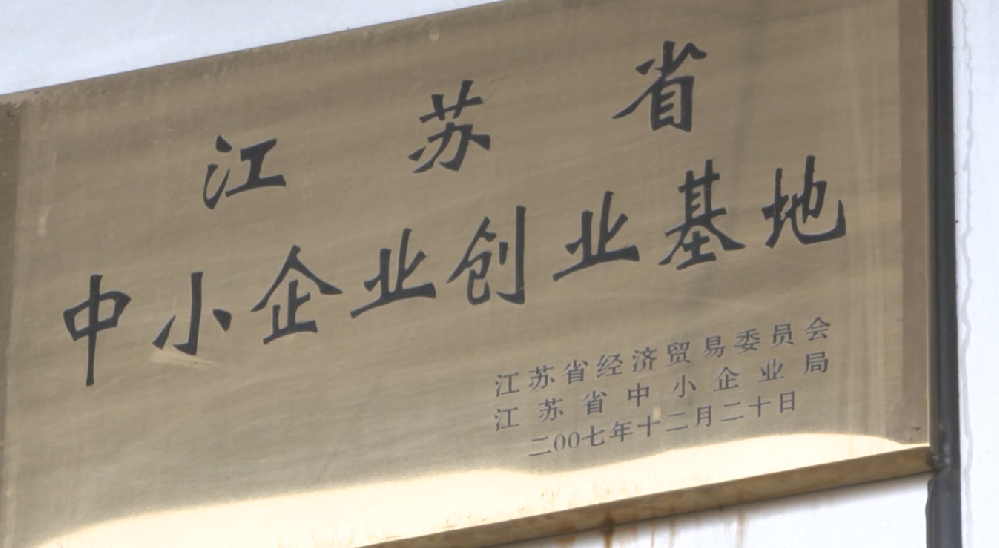 江苏省
中小企业创业基地
江苏省经济贸易委员会
江苏省中小企业局
二00七年十二月二十日